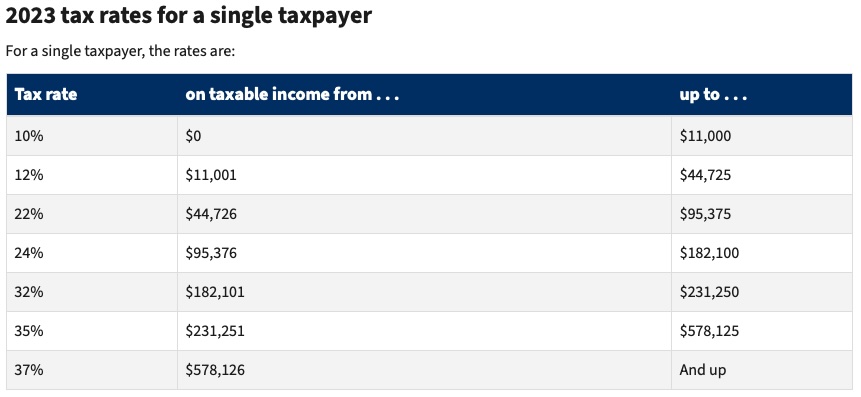 2023 tax rates for a single taxpayer
For a single taxpayer, the rates are:
Tax rate on taxable income from . . . up to . . .
10% $0 $11,000
12% $11,001 $44,725
22% $44,726 $95,375
24% $95,376 $182,100
32% $182,101 $231,250
35% $231,251 $578,125
37% $578,126 And up